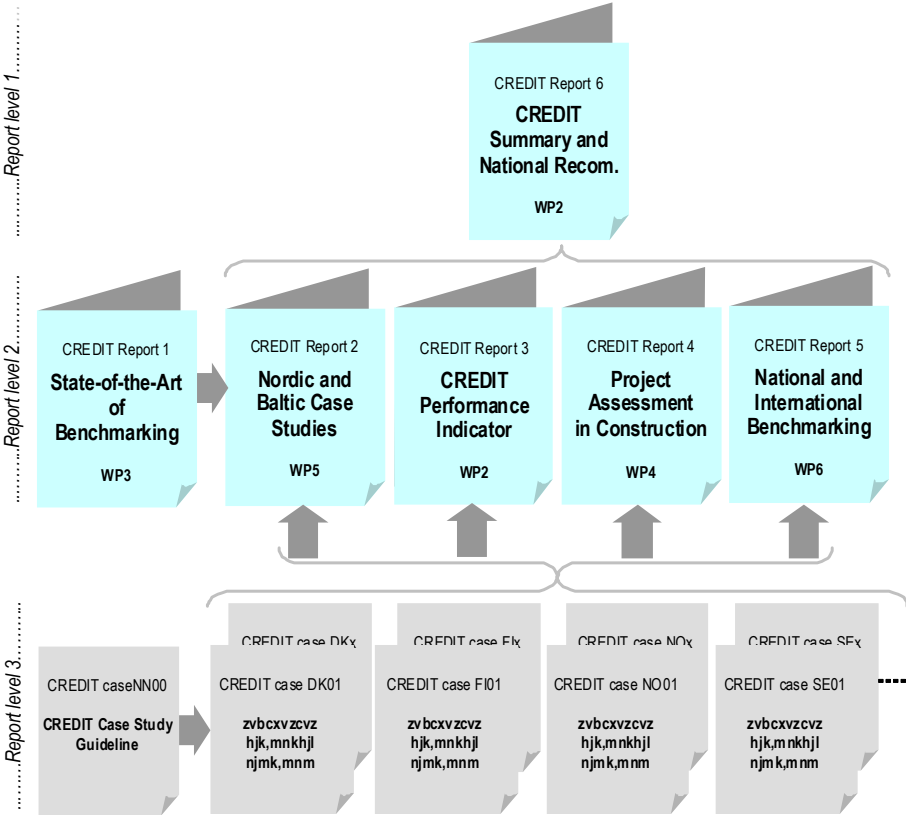 Report level 1
CREDIT Report 6
CREDIT
Summary and
National Recom.
WP2
Report level 2
CREDIT Report 1
State-of-the-Art
of
Benchmarking
WP3
CREDIT Report 2
Nordic and
Baltic Case
Studies
WP5
CREDIT Report 3
CREDIT
Performance
Indicator
WP2
CREDIT Report 4
Project
Assessment
in Construction
WP4
CREDIT Report 5
National and
International
Benchmarking
WP6
Report level 3
CREDIT caseNN00
CREDIT Case Study
Guideline
CREDIT case DKx
CREDIT case DK01
zvbcxvzcvz
hjk,mnkhjl
njmk,mnm
CREDIT case FIx
CREDIT case FI01
zvbcxvzcvz
hjk,mnkhjl
njmk,mnm
CREDIT case NOx
CREDIT case NO01
zvbcxvzcvz
hjk,mnkhjl
njmk,mnm
CREDIT case SEx
CREDIT case SE01
zvbcxvzcvz
hjk,mnkhjl
njmk,mnm